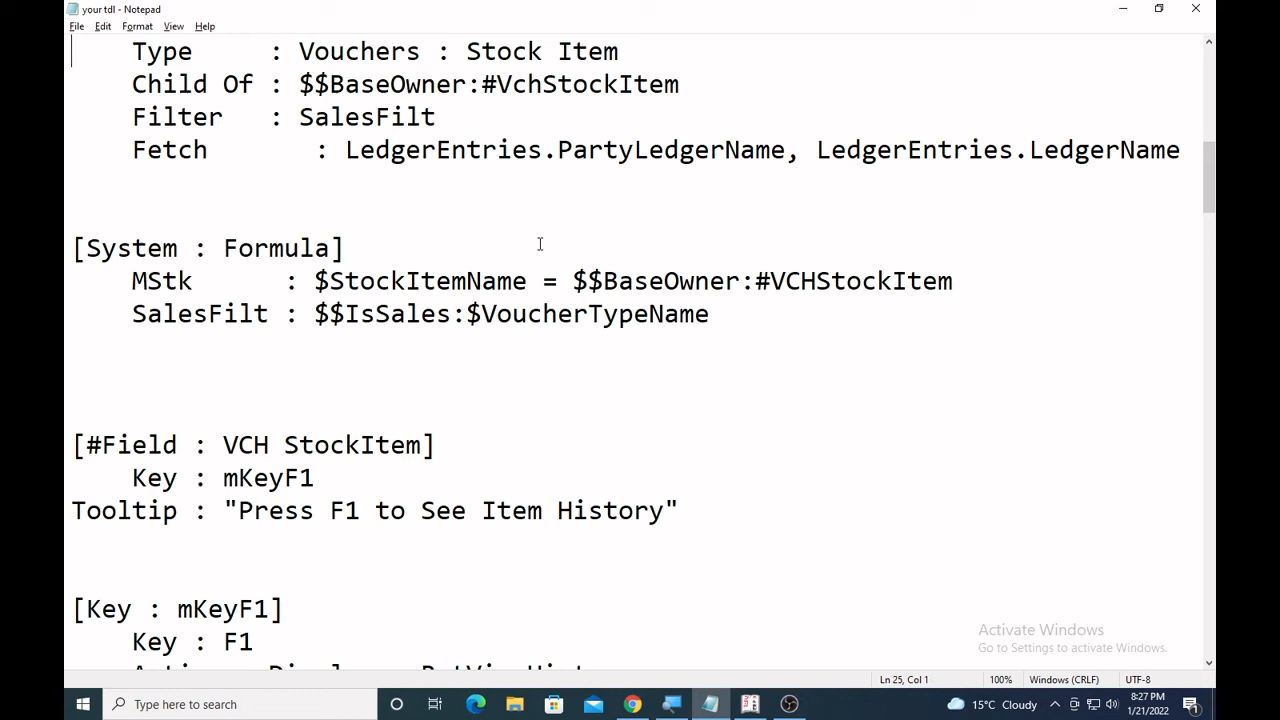 your tdl - Notepad
File Edit Format View Help
Type : Vouchers : Stock Item
Child Of : $$BaseOwner:#VchStockItem
Filter : SalesFilt
Fetch : LedgerEntries.PartyLedgerName, LedgerEntries.LedgerName
[System : Formula]
MStk : $StockItemName = $$BaseOwner:#VCHStockItem
SalesFilt : $$IsSales:$VoucherTypeName
[#Field : VCH StockItem]
Key : mKeyF1
Tooltip : "Press F1 to See Item History"
[Key : mKeyF1]
Key : F1
Activate Windows
Go to Settings to activate Windows.
Ln 25, Col 1 100% Windows (CRLF) UTF-8
Type here to search
15°C Cloudy
8:27 PM
1/21/2022